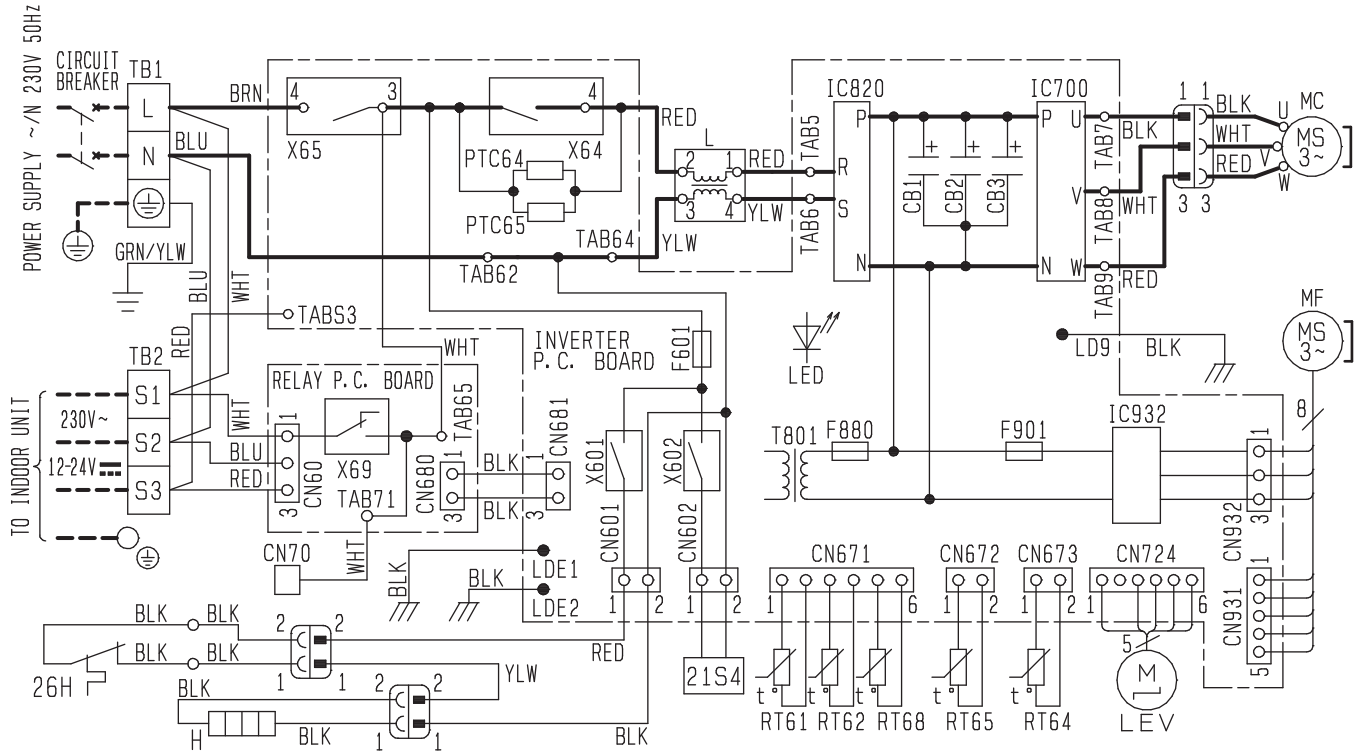 POWER SUPPLY ~/N 230V 50Hz
CIRCUIT
BREAKER
TB1
L
N
BRN
BLU
GRN/YLW
BLU
WHT
RED
TB2
S1
S2
S3
TO INDOOR UNIT
230V~
12-24V
4
3
X65
4
X64
PTC64
PTC65
TAB62
TAB64
TABS3
RED
YLW
L
2
1
3
4
RED
YLW
TAB5
TAB6
IC820
P
R
S
N
+
+
+
CB1
CB2
CB3
IC700
P
U
V
N
W
TAB7
TAB8
TAB9
BLK
WHT
RED
1 1
3 3
BLK
WHT
RED
U
V
W
MC
MS
3~
MF
MS
3~
8
LED
LD9
BLK
INVERTER
P.C. BOARD
RELAY P.C. BOARD
WHT
WHT
BLU
RED
1
3
CN60
X69
TAB71
TAB65
CN680
1
3
BLK
BLK
CN681
1
3
CN70
WHT
BLK
BLK
LDE1
LDE2
F601
X601
X602
CN601
CN602
1
2
1
2
21S4
T801
F880
F901
IC932
1
3
CN932
CN931
1
5
CN671
1
6
CN672
1
2
CN673
1
2
CN724
1
6
5
M
LEV
t°
t°
t°
t°
t°
RT61
RT62
RT68
RT65
RT64
BLK
BLK
BLK
BLK
26H
2
2
1
1
RED
YLW
BLK
2
2
1
1
H
BLK
BLK